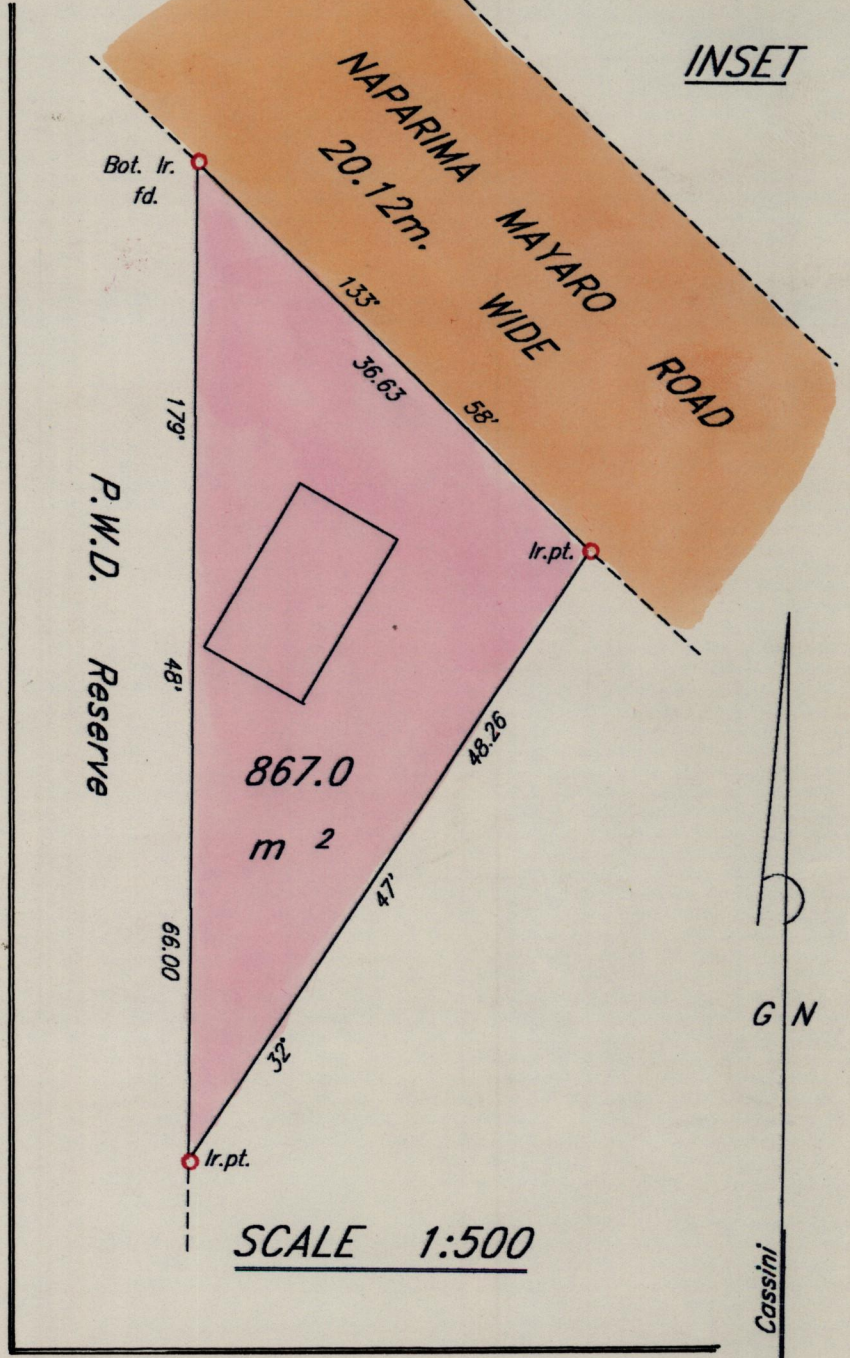 INSET
NAPARIMA MAYARO ROAD
20.12m. WIDE
Bot. Ir.
fd.
133°
36.63
58'
Ir.pt.
179°
48'
66.00
P.W.D. Reserve
48.26
47'
32°
867.0
m ²
Ir.pt.
G N
Cassini
SCALE 1:500